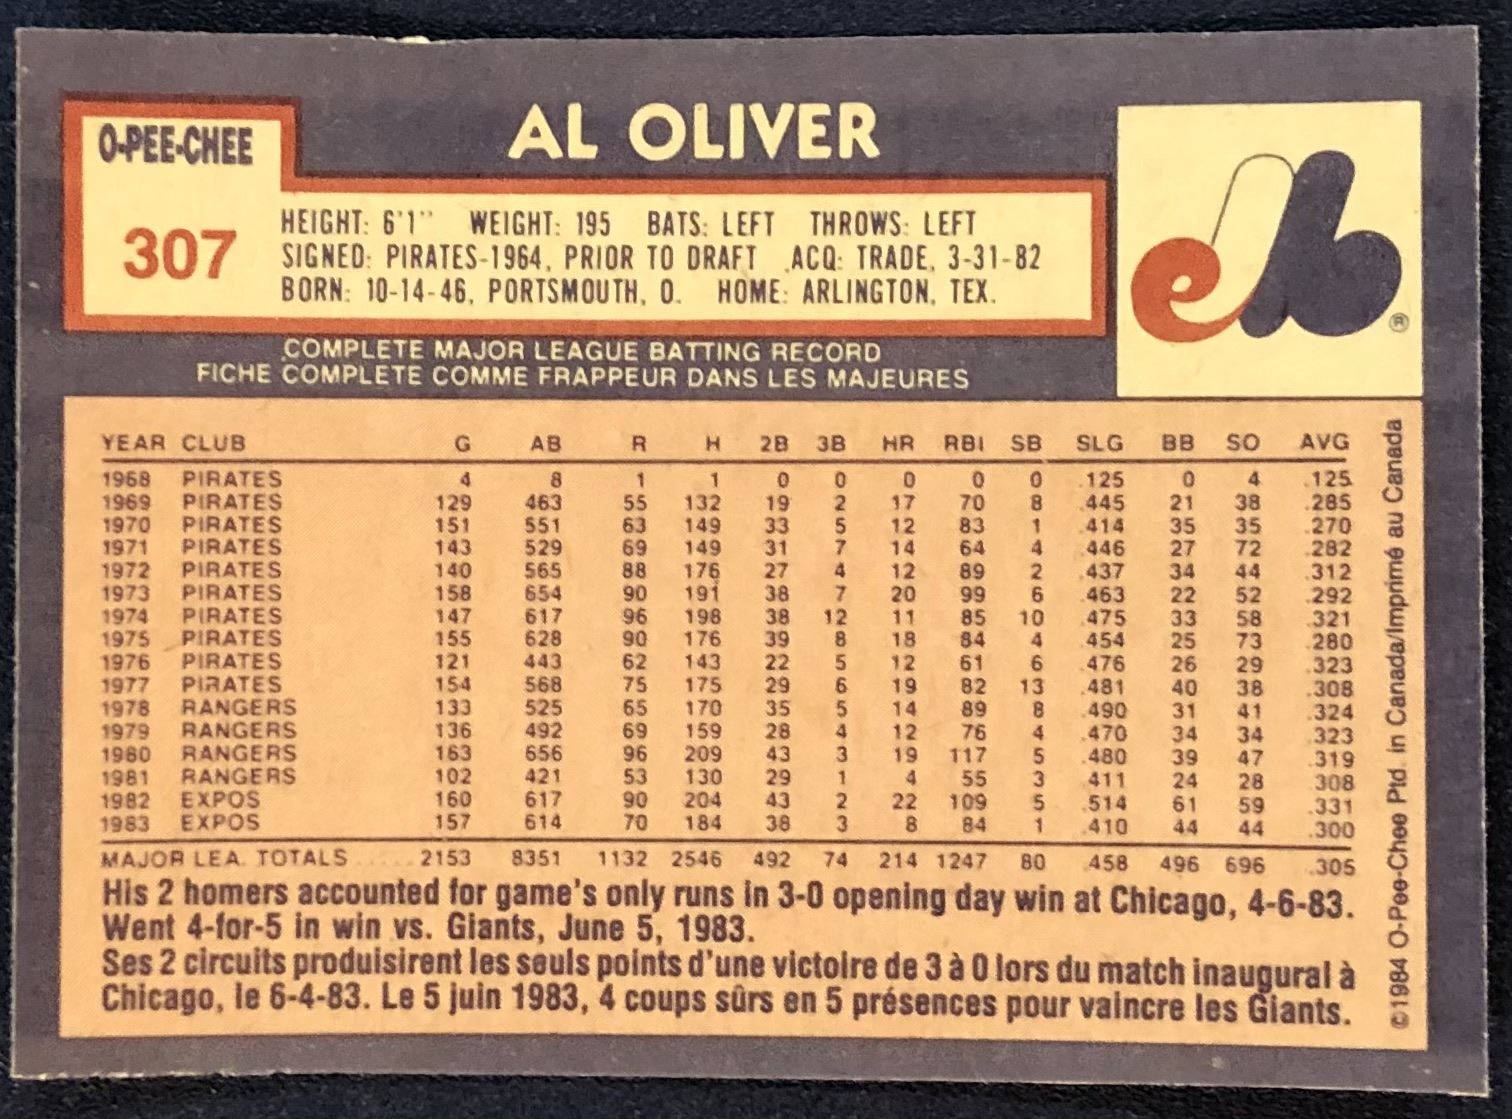 O-PEE-CHEE
AL OLIVER
307
HEIGHT: 6'1" WEIGHT: 195 BATS: LEFT THROWS: LEFT
SIGNED: PIRATES-1964, PRIOR TO DRAFT ACQ: TRADE, 3-31-82
BORN: 10-14-46, PORTSMOUTH, O. HOME: ARLINGTON, TEX.
eb
®
COMPLETE MAJOR LEAGUE BATTING RECORD
FICHE COMPLETE COMME FRAPPEUR DANS LES MAJEURES
YEAR CLUB G AB R H 2B 3B HR RBI SB SLG BB SO AVG
1968 PIRATES 4 8 1 1 0 0 0 0 0 .125 0 4 .125
1969 PIRATES 129 463 55 132 19 2 17 70 8 .445 21 38 .285
1970 PIRATES 151 551 63 149 33 5 12 83 1 .414 35 35 .270
1971 PIRATES 143 529 69 149 31 7 14 64 4 .446 27 72 .282
1972 PIRATES 140 565 88 176 27 4 12 89 2 .437 34 44 .312
1973 PIRATES 158 654 90 191 38 7 20 99 6 .463 22 52 .292
1974 PIRATES 147 617 96 198 38 12 11 85 10 .475 33 58 .321
1975 PIRATES 155 628 90 176 39 8 18 84 4 .454 25 73 .280
1976 PIRATES 121 443 62 143 22 5 12 61 6 .476 26 29 .323
1977 PIRATES 154 568 75 175 29 6 19 82 13 .481 40 38 .308
1978 RANGERS 133 525 65 170 35 5 14 89 8 .490 31 41 .324
1979 RANGERS 136 492 69 159 28 4 12 76 4 .470 34 34 .323
1980 RANGERS 163 656 96 209 43 3 19 117 5 .480 39 47 .319
1981 RANGERS 102 421 53 130 29 1 4 55 3 .411 24 28 .308
1982 EXPOS 160 617 90 204 43 2 22 109 5 .514 61 59 .331
1983 EXPOS 157 614 70 184 38 3 8 84 1 .410 44 44 .300
MAJOR LEA. TOTALS ..... 2153 8351 1132 2546 492 74 214 1247 80 .458 496 696 .305
His 2 homers accounted for game's only runs in 3-0 opening day win at Chicago, 4-6-83.
Went 4-for-5 in win vs. Giants, June 5, 1983.
Ses 2 circuits produisirent les seuls points d'une victoire de 3 à 0 lors du match inaugural à
Chicago, le 6-4-83. Le 5 juin 1983, 4 coups sûrs en 5 présences pour vaincre les Giants.
©1984 O-Pee-Chee Ptd. in Canada/Imprimé au Canada